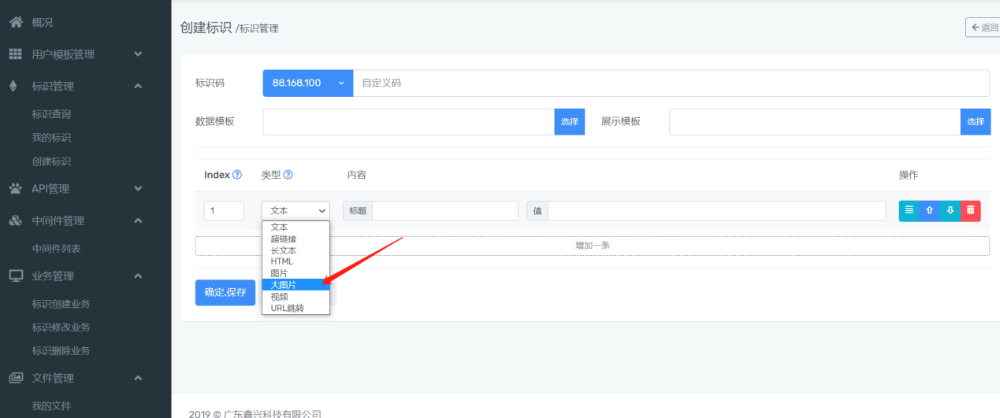 概况
用户模板管理
标识管理
标识查询
我的标识
创建标识
API管理
中间件管理
中间件列表
业务管理
标识创建业务
标识修改业务
标识删除业务
文件管理
我的文件
创建标识 /标识管理
返回
标识码 88.168.100 自定义码
数据模板 选择 展示模板 选择
Index 类型 内容 操作
1 文本 标题 值
文本
超链接
长文本
HTML
图片
大图片
视频
URL跳转
增加一条
确定,保存
2019 © 广东鑫兴科技有限公司